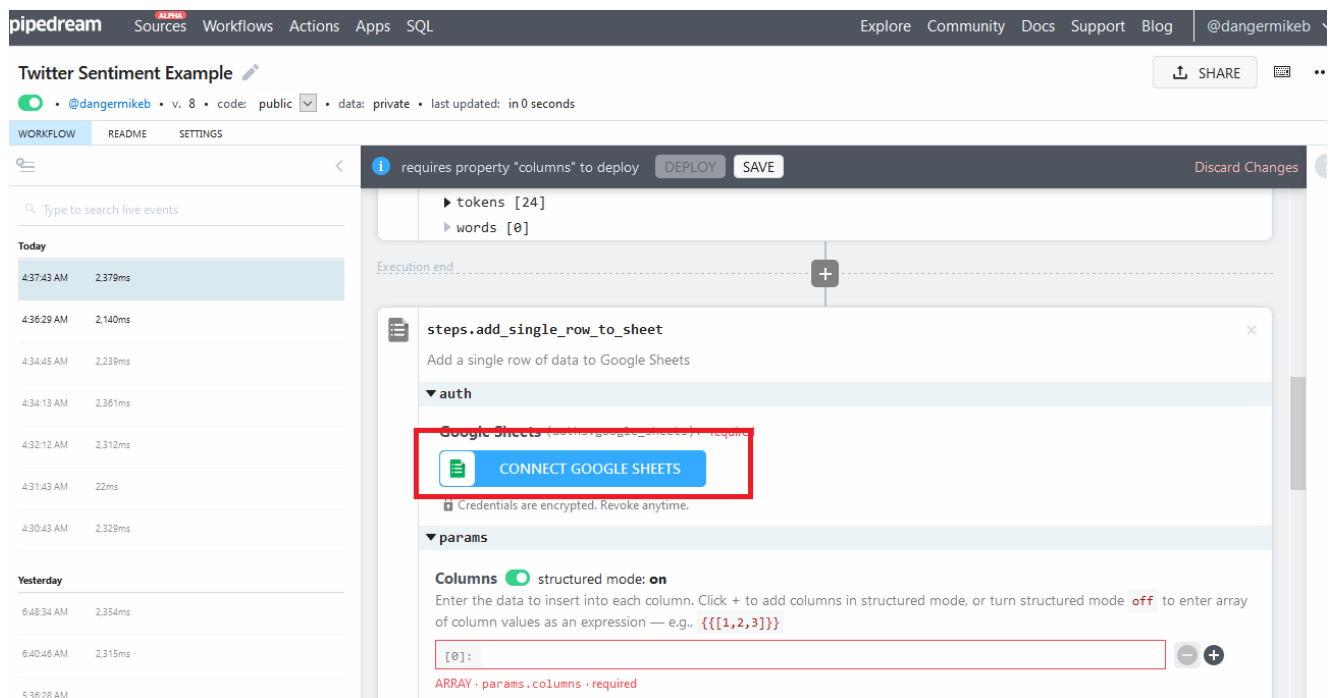 pipedream Sources ALPHA Workflows Actions Apps SQL Explore Community Docs Support Blog @dangermikeb
Twitter Sentiment Example SHARE
• @dangermikeb • v. 8 • code: public • data: private • last updated: in 0 seconds
WORKFLOW README SETTINGS
i requires property "columns" to deploy DEPLOY SAVE Discard Changes
Type to search live events
Today
4:37:43 AM 2,379ms
4:36:29 AM 2,140ms
4:34:45 AM 2,239ms
4:34:13 AM 2,361ms
4:32:12 AM 2,312ms
4:31:43 AM 22ms
4:30:43 AM 2,329ms
Yesterday
6:48:34 AM 2,354ms
6:40:46 AM 2,315ms
5:36:28 AM
tokens [24]
words [0]
Execution end
+
steps.add_single_row_to_sheet ×
Add a single row of data to Google Sheets
auth
Google Sheets (auths.google_sheets): required
CONNECT GOOGLE SHEETS
Credentials are encrypted. Revoke anytime.
params
Columns structured mode: on
Enter the data to insert into each column. Click + to add columns in structured mode, or turn structured mode off to enter array
of column values as an expression — e.g., {{[1,2,3]}}
[0]:
ARRAY · params.columns · required